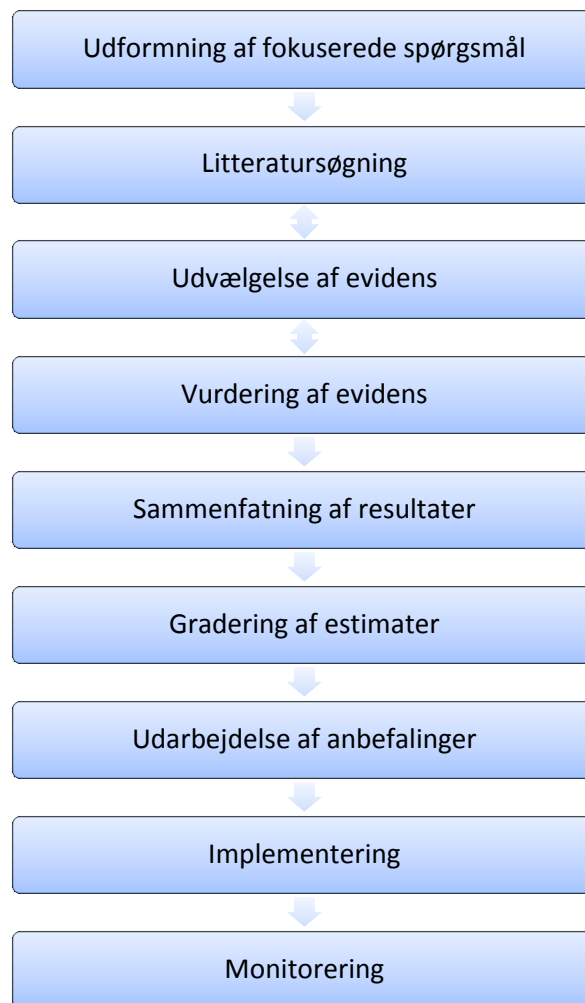 Udformning af fokuserede spørgsmål
Litteratursøgning
Udvælgelse af evidens
Vurdering af evidens
Sammenfatning af resultater
Gradering af estimater
Udarbejdelse af anbefalinger
Implementering
Monitorering